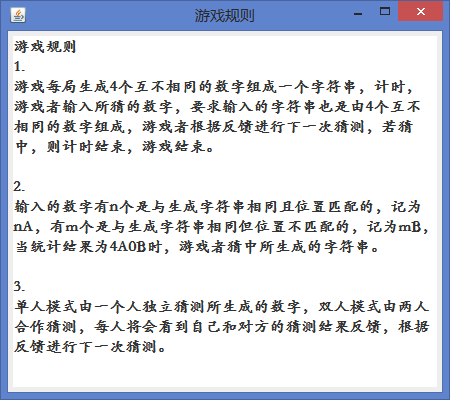 游戏规则
游戏规则
1.
游戏每局生成4个互不相同的数字组成一个字符串，计时，
游戏者输入所猜的数字，要求输入的字符串也是由4个互不
相同的数字组成，游戏者根据反馈进行下一次猜测，若猜
中，则计时结束，游戏结束。
2.
输入的数字有n个是与生成字符串相同且位置匹配的，记为
nA，有m个是与生成字符串相同但位置不匹配的，记为mB，
当统计结果为4A0B时，游戏者猜中所生成的字符串。
3.
单人模式由一个人独立猜测所生成的数字，双人模式由两人
合作猜测，每人将会看到自己和对方的猜测结果反馈，根据
反馈进行下一次猜测。